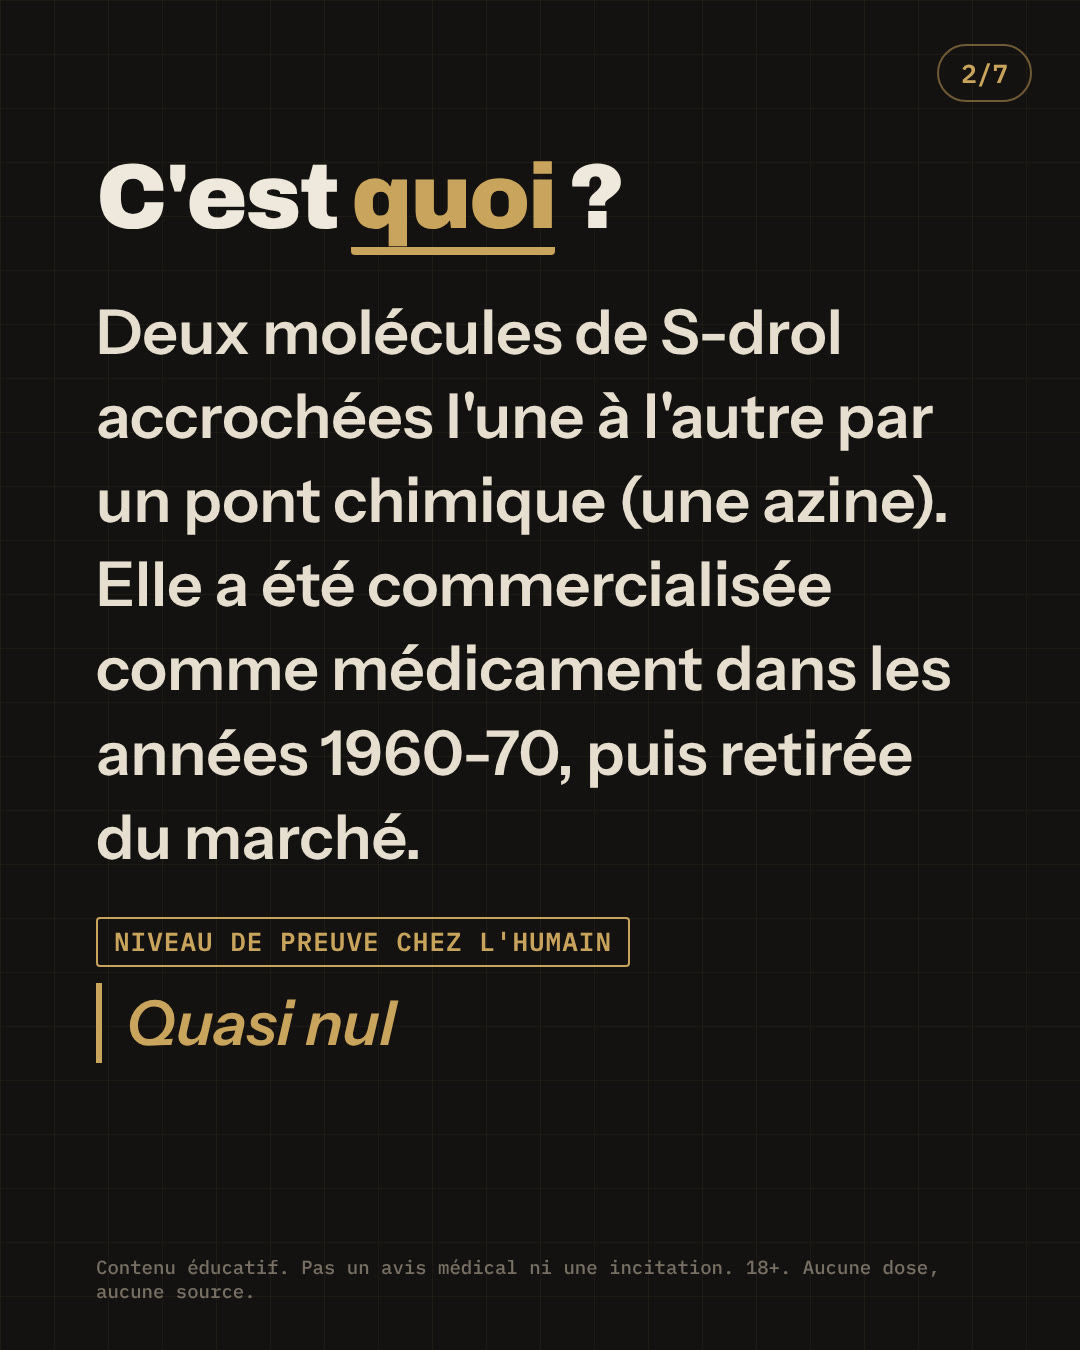 2/7
C'est quoi ?
Deux molécules de S-drol
accrochées l'une à l'autre par
un pont chimique (une azine).
Elle a été commercialisée
comme médicament dans les
années 1960-70, puis retirée
du marché.
NIVEAU DE PREUVE CHEZ L'HUMAIN
Quasi nul
Contenu éducatif. Pas un avis médical ni une incitation. 18+. Aucune dose,
aucune source.